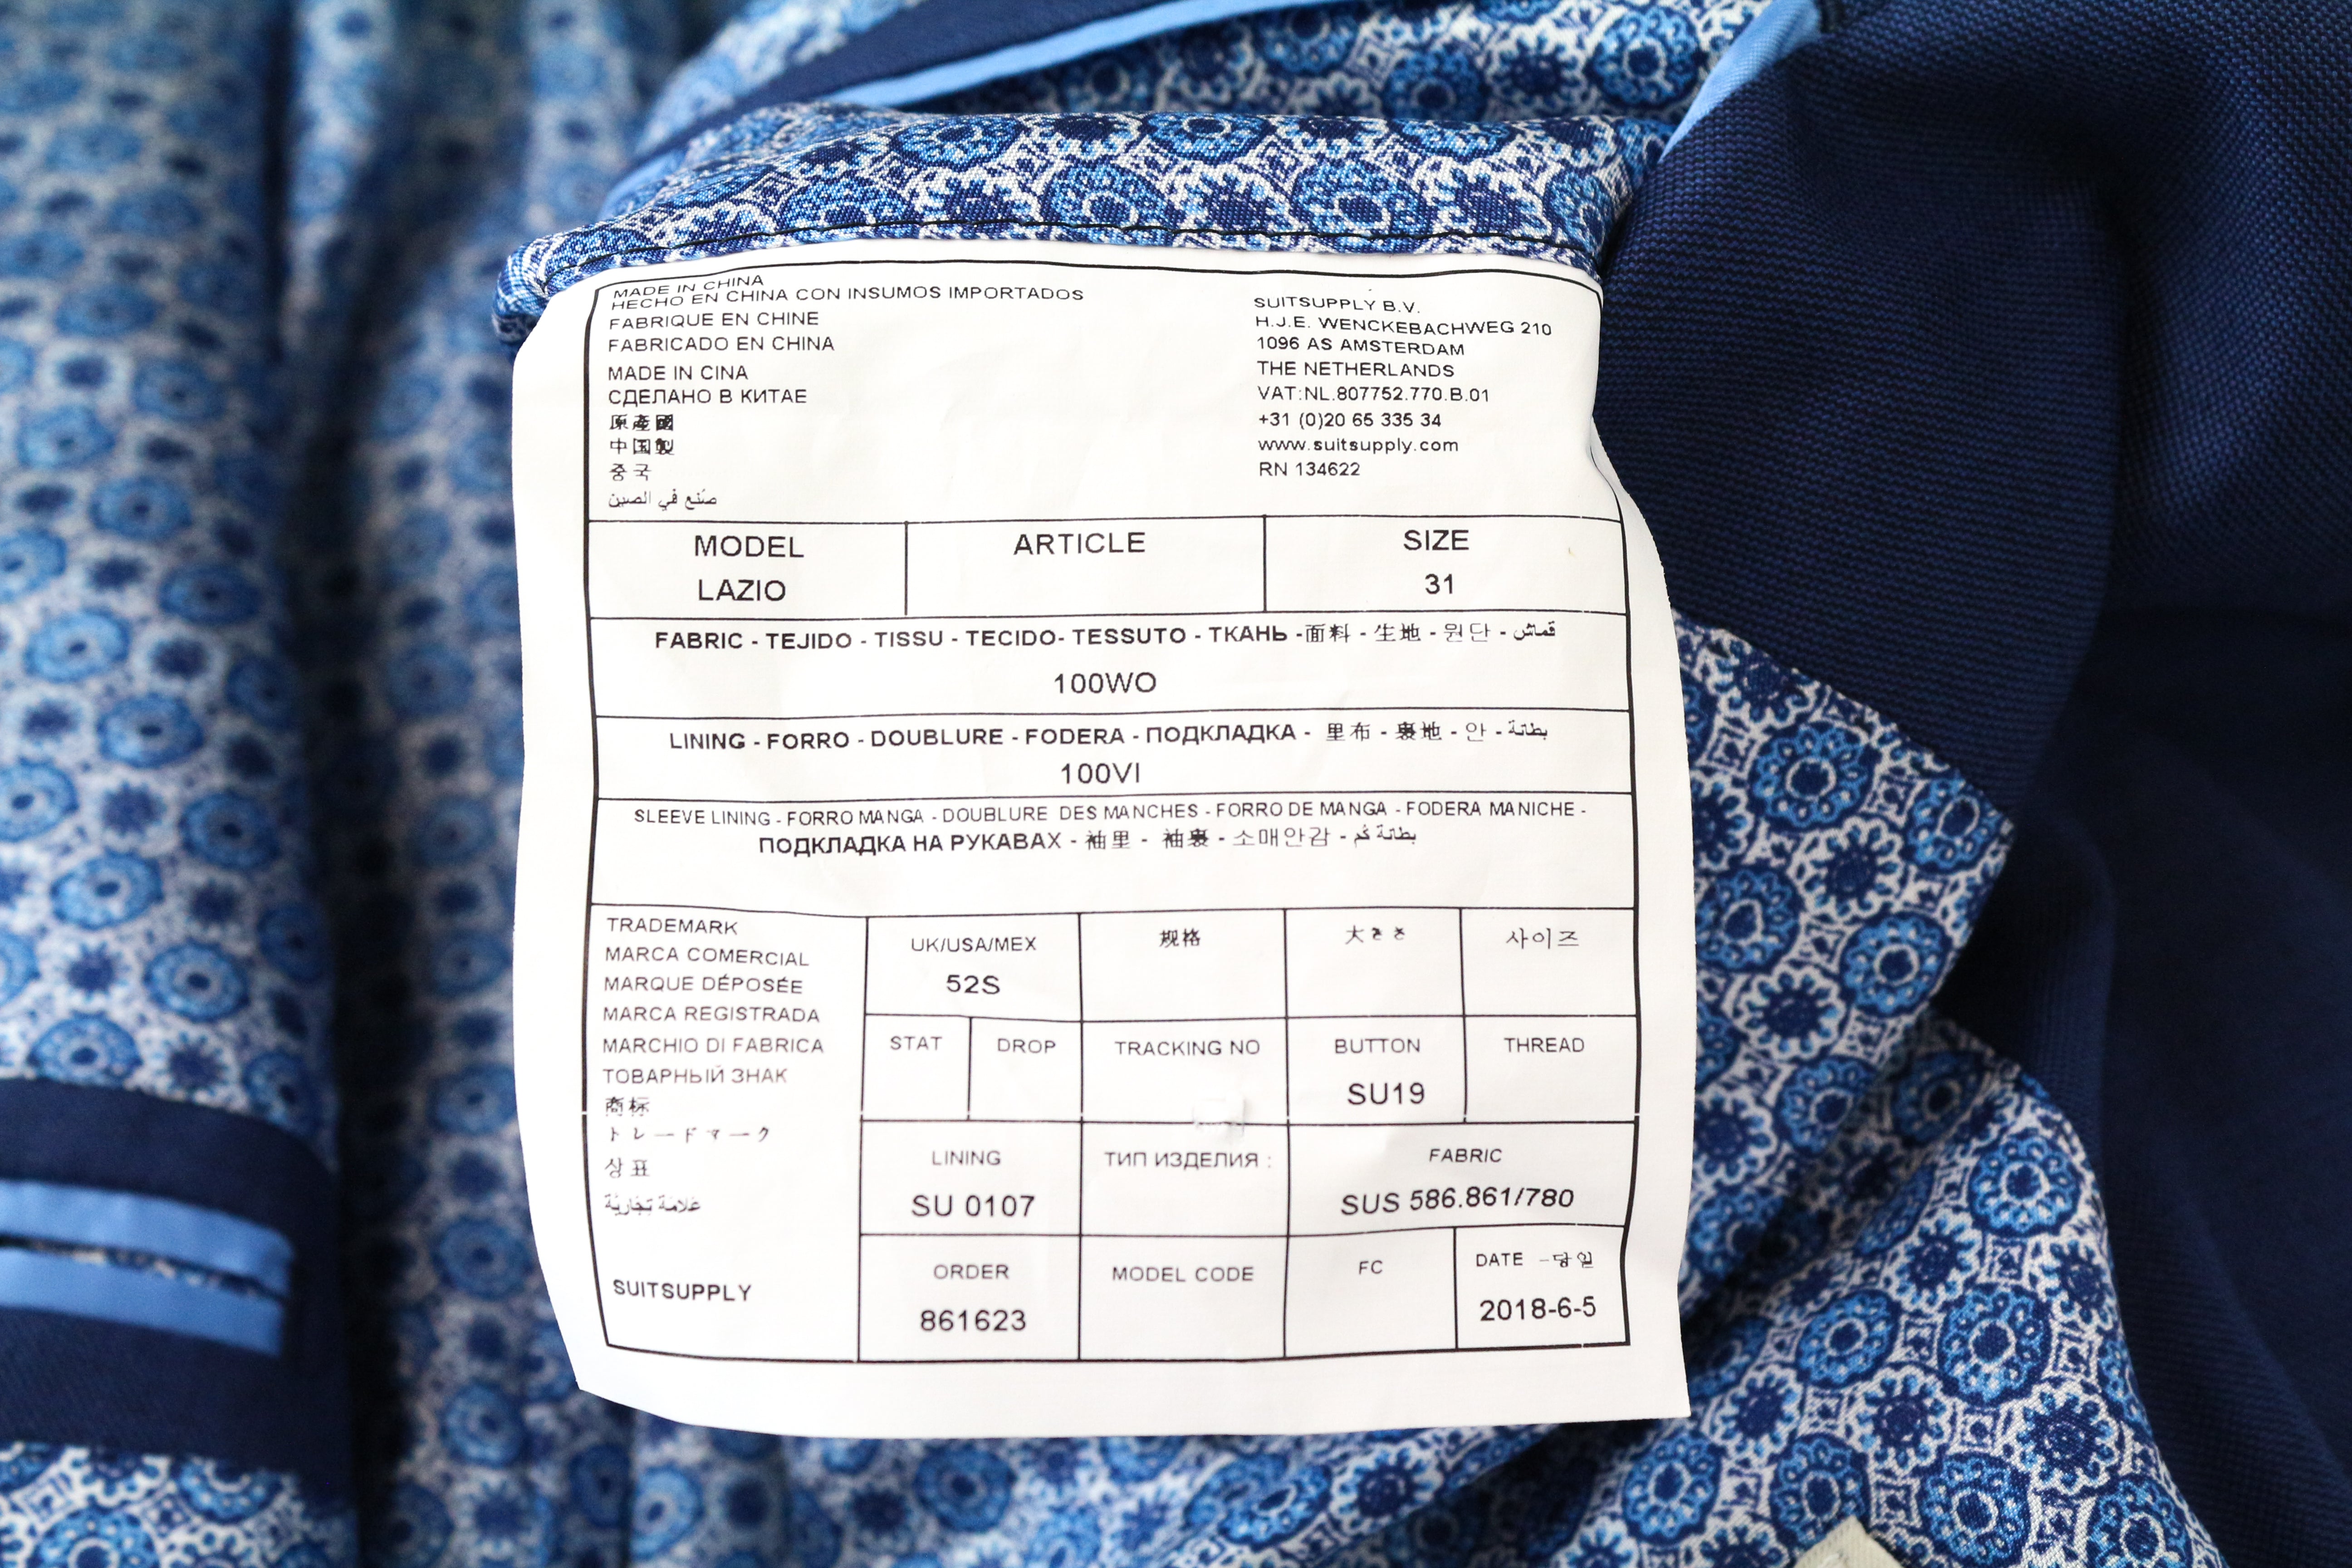 MADE IN CHINA
HECHO EN CHINA CON INSUMOS IMPORTADOS
FABRIQUE EN CHINE
FABRICADO EN CHINA
MADE IN CINA
СДЕЛАНО В КИТАЕ
原產國
中国製
중국
صنع في الصين
SUITSUPPLY B.V.
H.J.E. WENCKEBACHWEG 210
1096 AS AMSTERDAM
THE NETHERLANDS
VAT:NL.807752.770.B.01
+31 (0)20 65 335 34
www.suitsupply.com
RN 134622
MODEL
LAZIO
ARTICLE
SIZE
31
FABRIC - TEJIDO - TISSU - TECIDO- TESSUTO - ТКАНЬ -面料 - 生地 - 원단 - قماش
100WO
LINING - FORRO - DOUBLURE - FODERA - ПОДКЛАДКА - 里布 - 裏地 - 안 - بطانة
100VI
SLEEVE LINING - FORRO MANGA - DOUBLURE DES MANCHES - FORRO DE MANGA - FODERA MANICHE -
ПОДКЛАДКА НА РУКАВАХ - 袖里 - 袖裏 - 소매안감 - بطانة كم
TRADEMARK
MARCA COMERCIAL
MARQUE DÉPOSÉE
MARCA REGISTRADA
MARCHIO DI FABRICA
ТОВАРНЫЙ ЗНАК
商标
トレードマーク
상표
علامة تجارية
SUITSUPPLY
UK/USA/MEX
52S
规格
大きさ
사이즈
STAT
DROP
TRACKING NO
BUTTON
SU19
THREAD
LINING
SU 0107
ТИП ИЗДЕЛИЯ :
FABRIC
SUS 586.861/780
ORDER
861623
MODEL CODE
FC
DATE -당일
2018-6-5